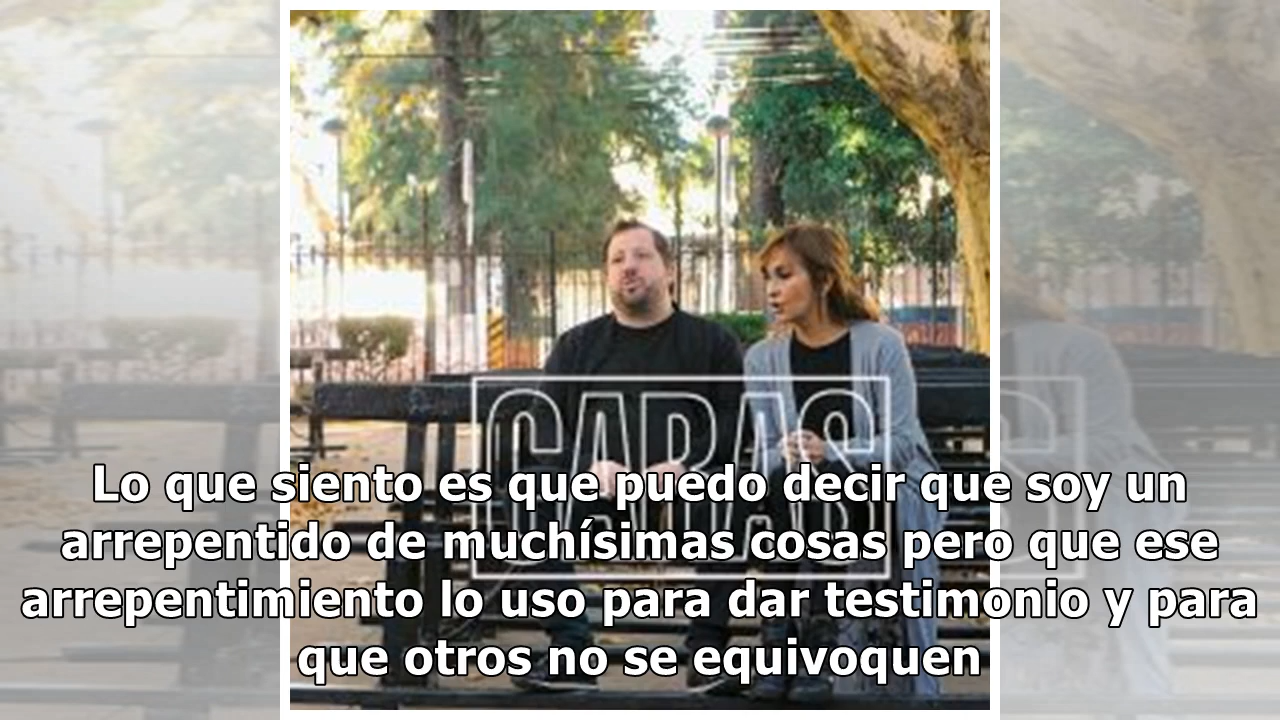 CARAS
Lo que siento es que puedo decir que soy un
arrepentido de muchísimas cosas pero que ese
arrepentimiento lo uso para dar testimonio y para
que otros no se equivoquen